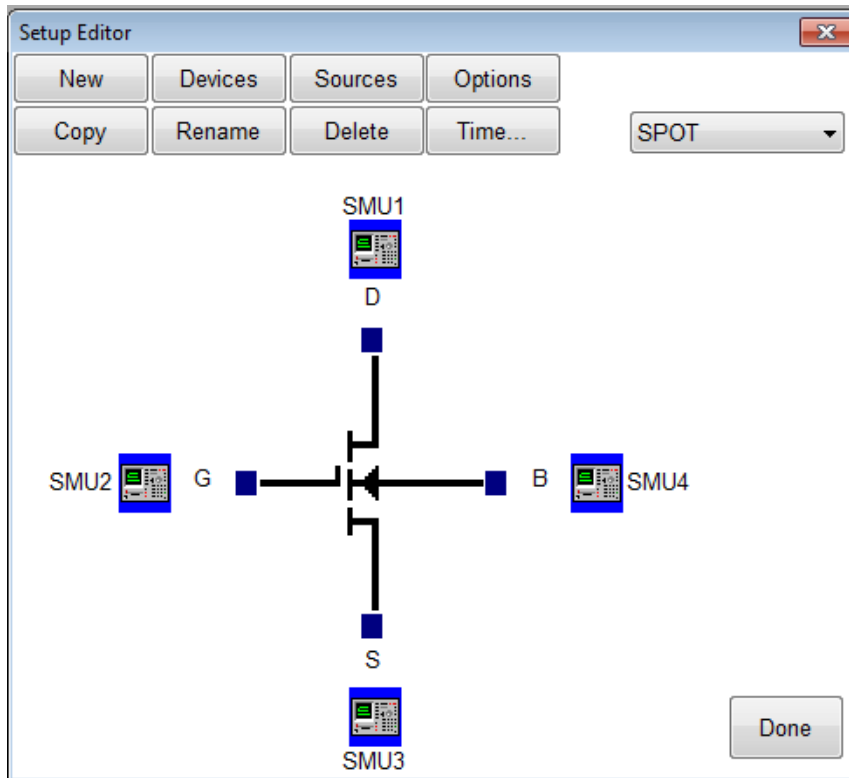 Setup Editor
New Devices Sources Options
Copy Rename Delete Time... SPOT
SMU1
D
SMU2 G B SMU4
S
SMU3
Done